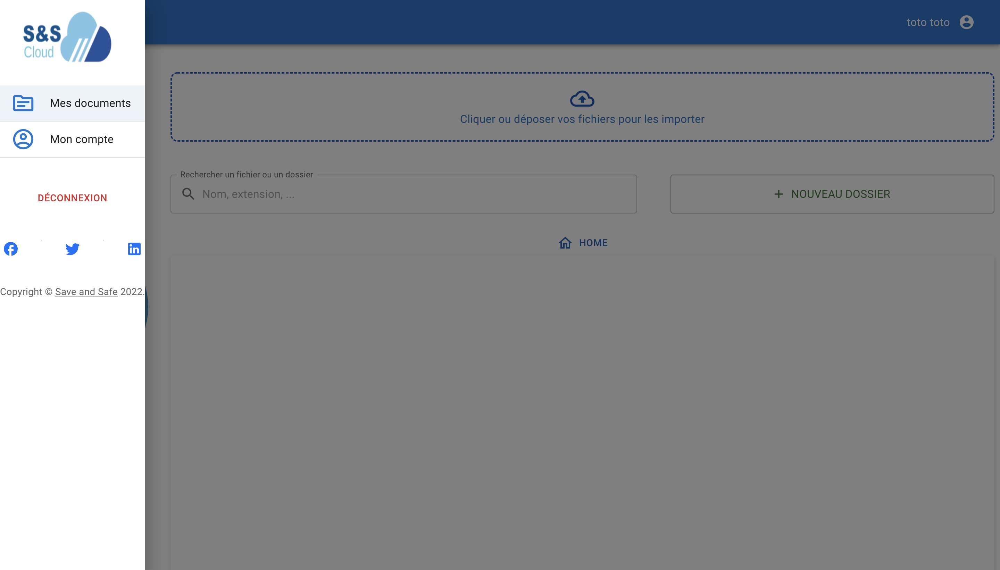 S&S
Cloud
Mes documents
Mon compte
DÉCONNEXION
Copyright © Save and Safe 2022.
toto toto
Cliquer ou déposer vos fichiers pour les importer
Rechercher un fichier ou un dossier
Nom, extension, ...
+ NOUVEAU DOSSIER
HOME